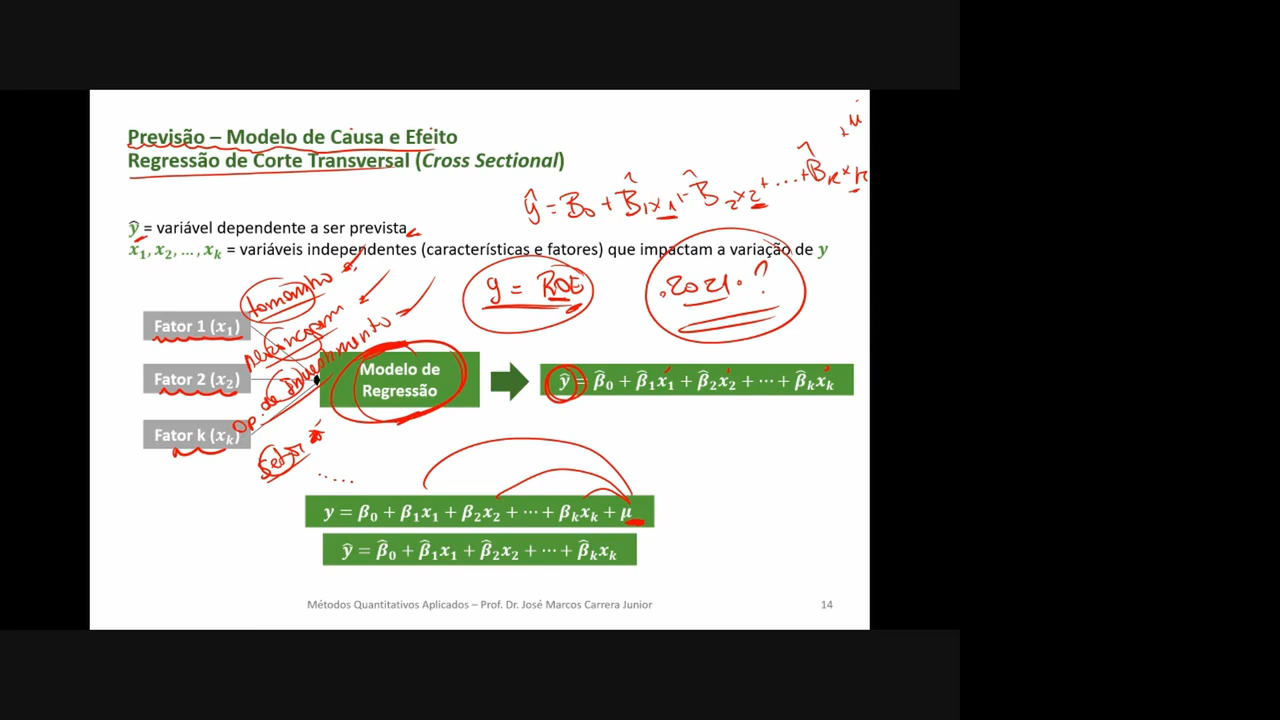 Previsão – Modelo de Causa e Efeito
Regressão de Corte Transversal (Cross Sectional)
+ μ
ŷ = B₀ + B̂₁x₁ + B̂₂x₂ + ... + B̂ₖxₖ
ŷ = variável dependente a ser prevista
x₁, x₂, ..., xₖ = variáveis independentes (características e fatores) que impactam a variação de y
y = ROE
2021 ?
tamanho
Alavancagem
Op. de investimento
Setor
.....
Fator 1 (x₁)
Fator 2 (x₂)
Fator k (xₖ)
Modelo de
Regressão
ŷ = β̂₀ + β̂₁x₁ + β̂₂x₂ + ⋯ + β̂ₖxₖ
y = β₀ + β₁x₁ + β₂x₂ + ⋯ + βₖxₖ + μ
ŷ = β̂₀ + β̂₁x₁ + β̂₂x₂ + ⋯ + β̂ₖxₖ
Métodos Quantitativos Aplicados – Prof. Dr. José Marcos Carrera Junior
14